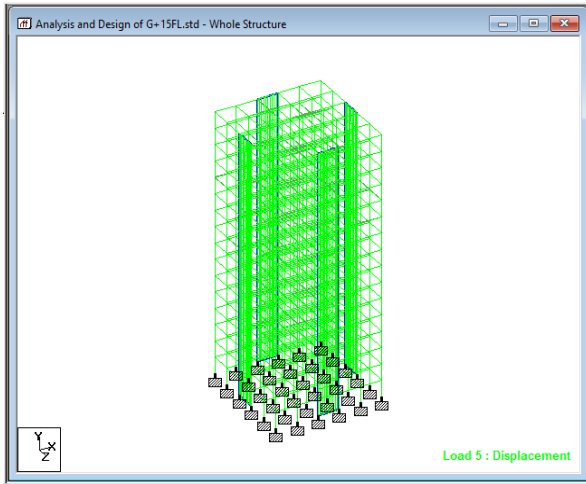 Analysis and Design of G+15FL.std - Whole Structure
Y
X
Z
Load 5 : Displacement